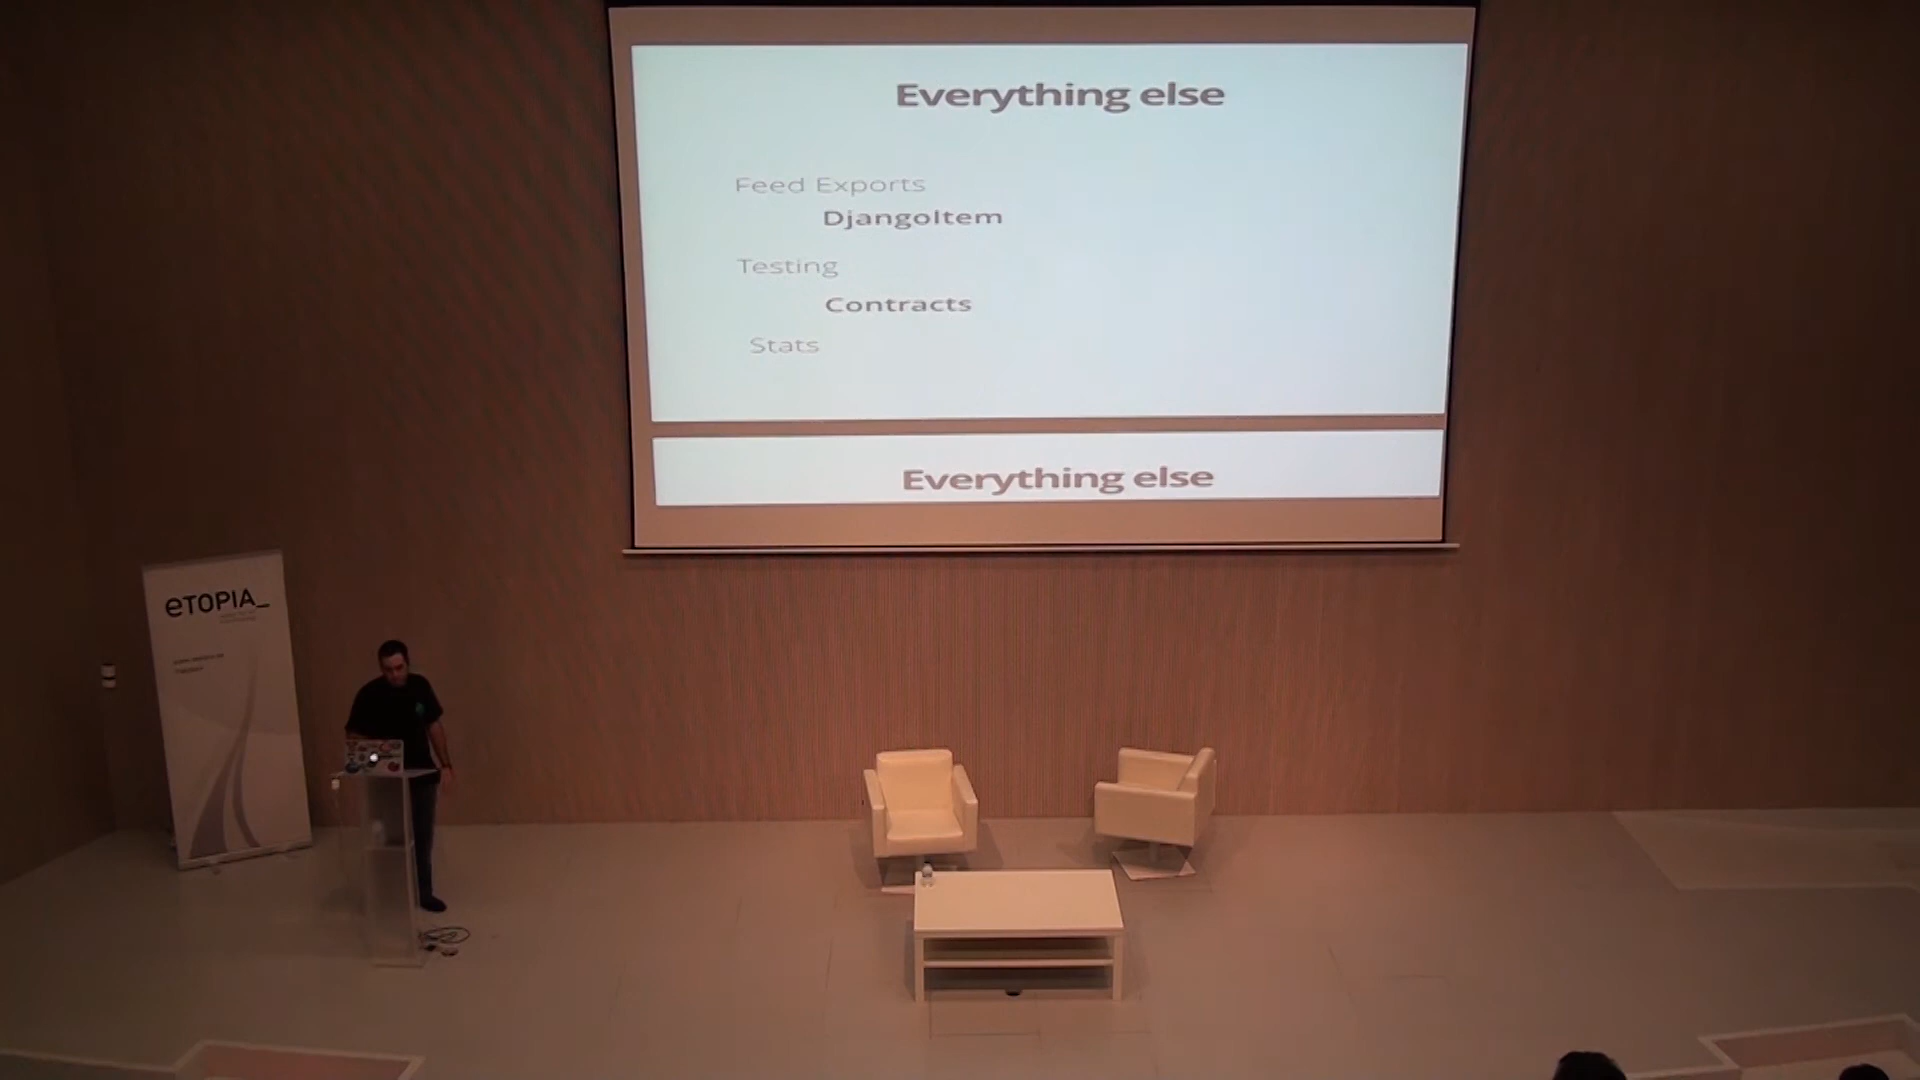 Everything else
Feed Exports
DjangoItem
Testing
Contracts
Stats
Everything else
eTOPIA_